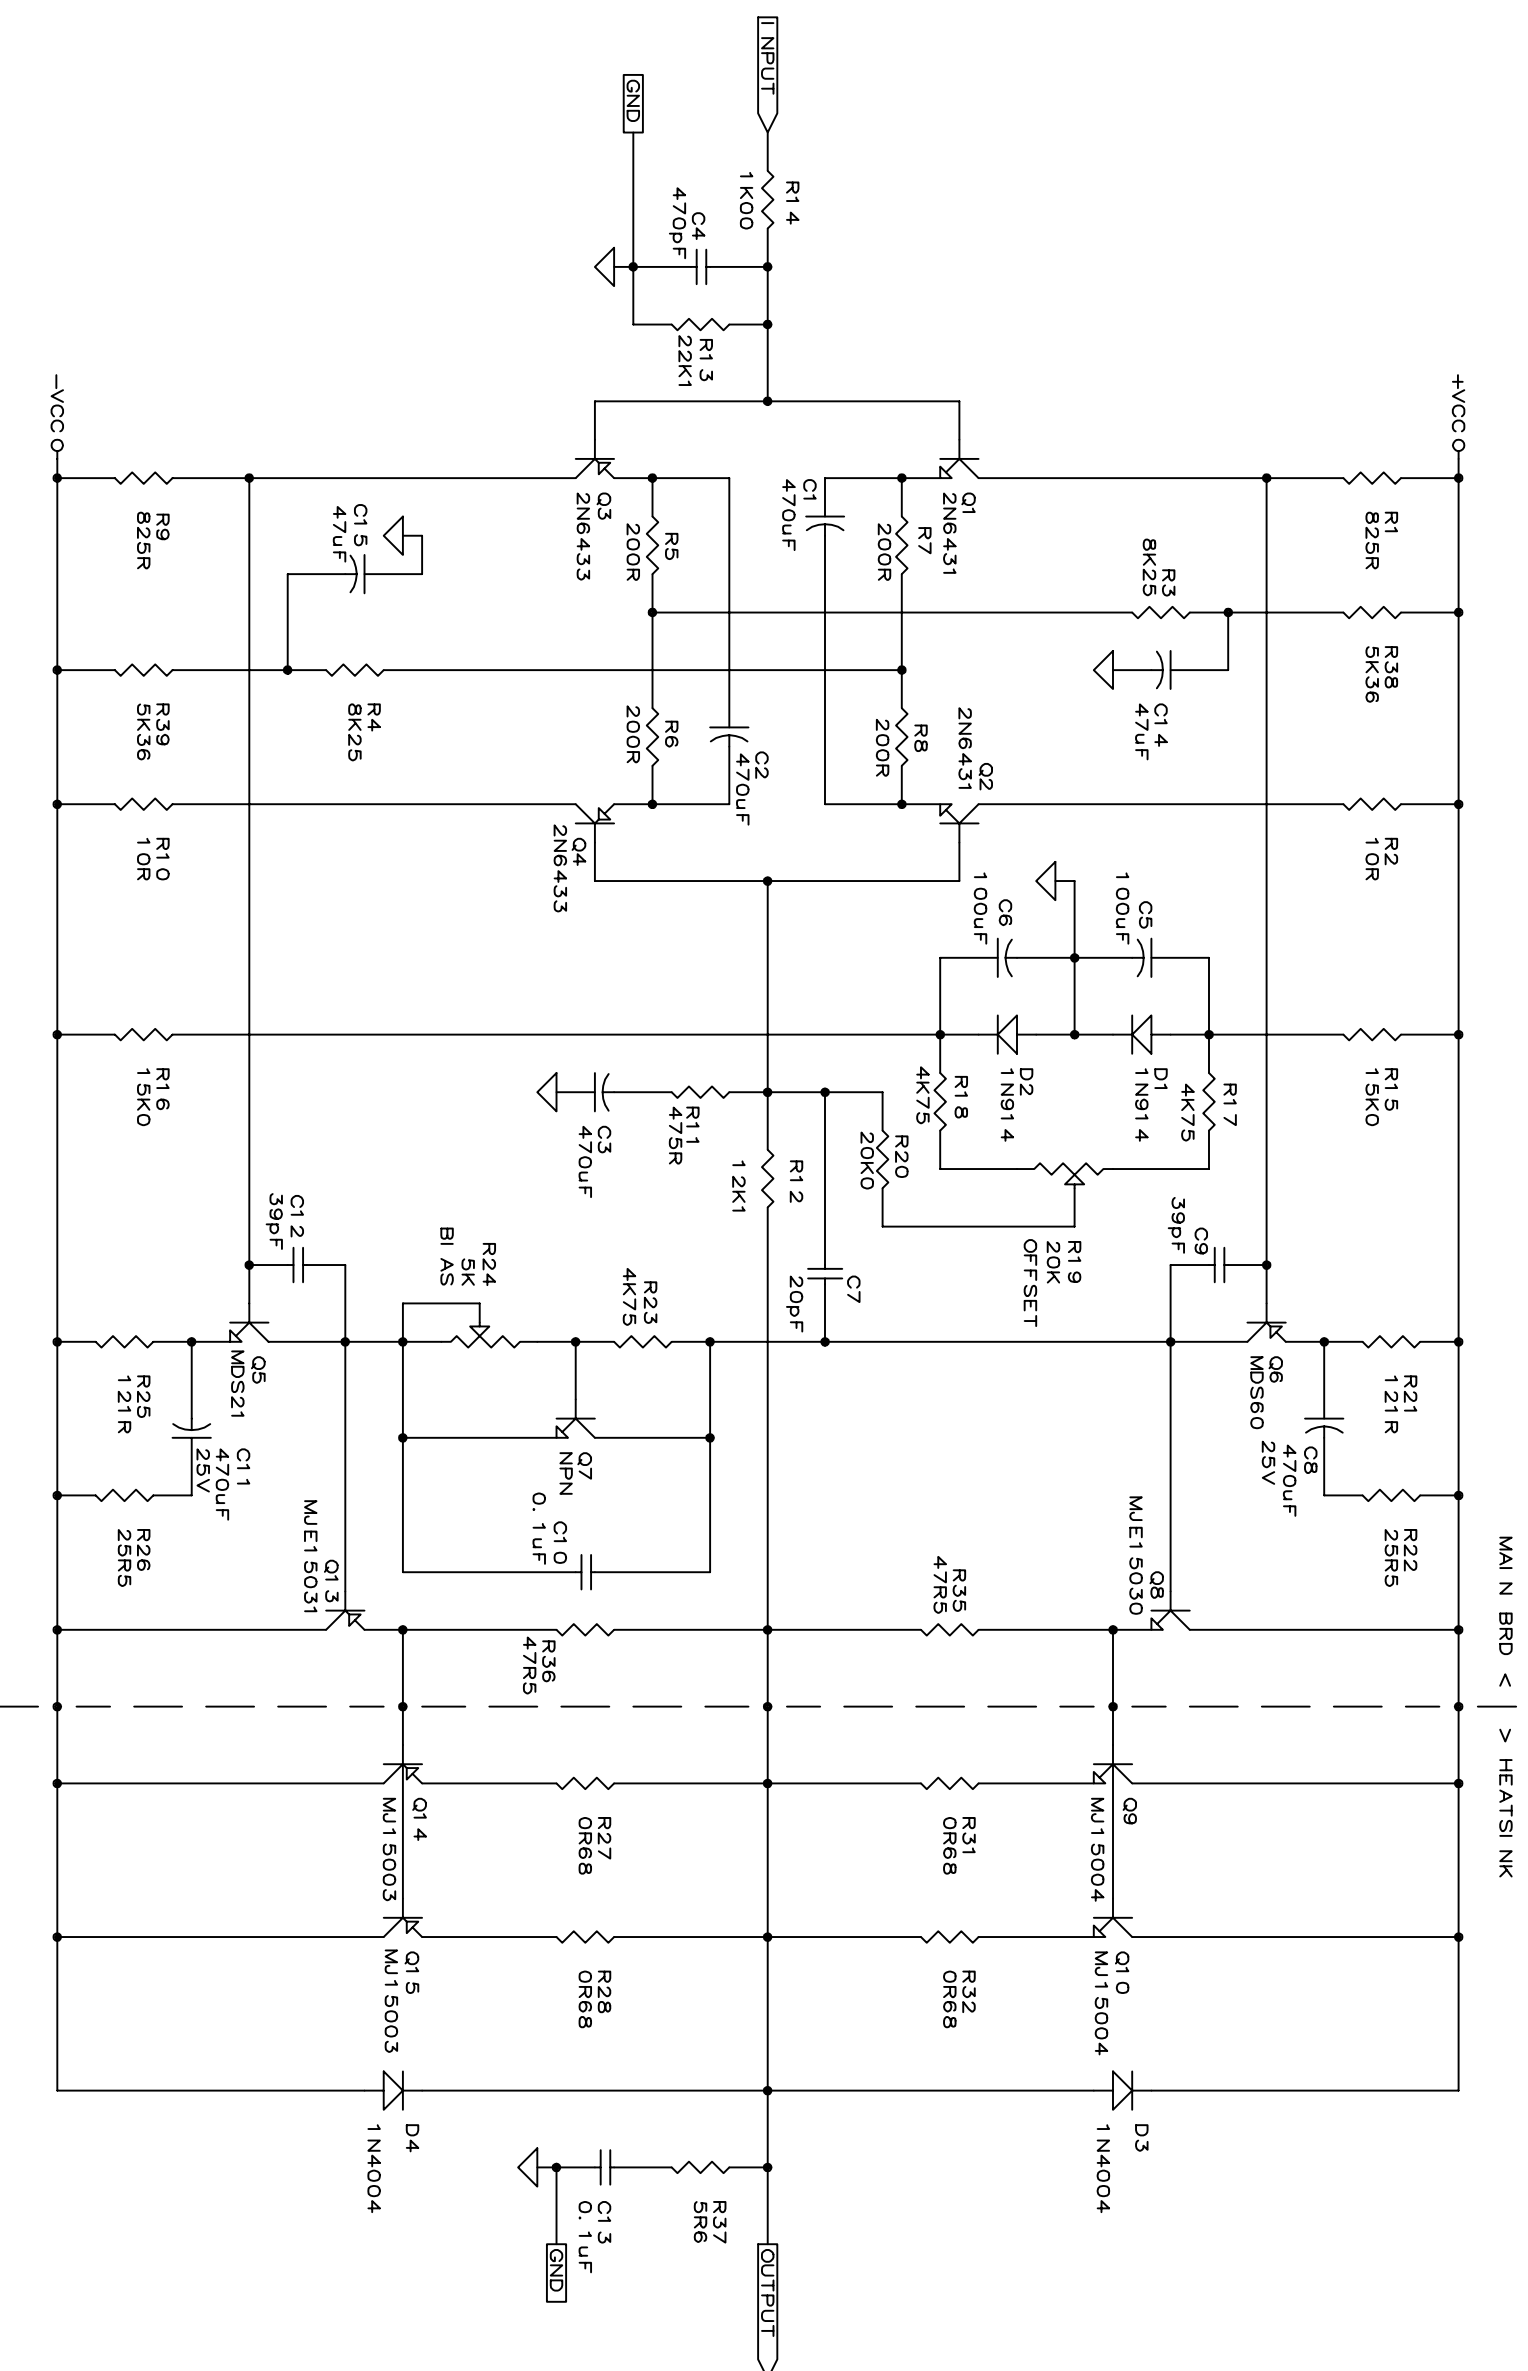 MAIN BRD < > HEATSINK
+VCC
R1
825R
R38
5K36
R2
10R
R15
15K0
R21
121R
R22
25R5
C8
470uF
25V
Q6
MDS60
R3
8K25
C14
47uF
C5
100uF
R17
4K75
D1
1N914
C9
39pF
Q8
MJE15030
Q9
MJ15004
Q10
MJ15004
D3
1N4004
Q1
2N6431
R7
200R
Q2
2N6431
R8
200R
C6
100uF
D2
1N914
R18
4K75
R19
20K
OFFSET
R20
20K0
R35
47R5
R31
0R68
R32
0R68
C1
470uF
C7
20pF
INPUT
R14
1K00
C4
470pF
R13
22K1
GND
C2
470uF
R12
12K1
R11
475R
C3
470uF
OUTPUT
R37
5R6
C13
0.1uF
GND
R5
200R
R6
200R
Q3
2N6433
Q4
2N6433
R23
4K75
R24
5K
BIAS
Q7
NPN
C10
0.1uF
R36
47R5
R27
0R68
R28
0R68
C15
47uF
R4
8K25
C12
39pF
Q5
MDS21
Q13
MJE15031
Q14
MJ15003
Q15
MJ15003
D4
1N4004
C11
470uF
25V
R9
825R
R39
5K36
R10
10R
R16
15K0
R25
121R
R26
25R5
-VCC